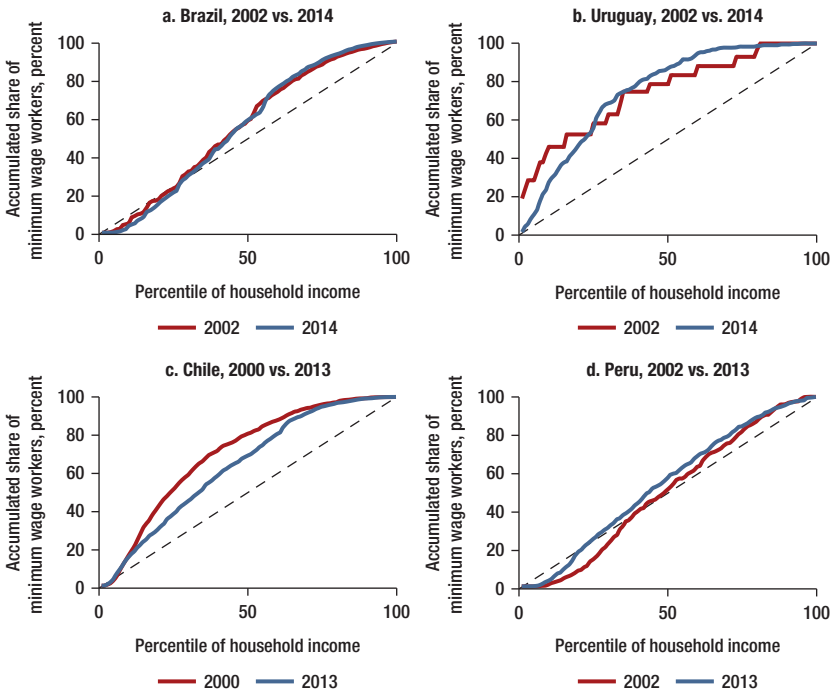 a. Brazil, 2002 vs. 2014
Accumulated share of
minimum wage workers, percent
100
80
60
40
20
0
0
50
100
Percentile of household income
2002
2014
b. Uruguay, 2002 vs. 2014
Accumulated share of
minimum wage workers, percent
100
80
60
40
20
0
0
50
100
Percentile of household income
2002
2014
c. Chile, 2000 vs. 2013
Accumulated share of
minimum wage workers, percent
100
80
60
40
20
0
0
50
100
Percentile of household income
2000
2013
d. Peru, 2002 vs. 2013
Accumulated share of
minimum wage workers, percent
100
80
60
40
20
0
0
50
100
Percentile of household income
2002
2013